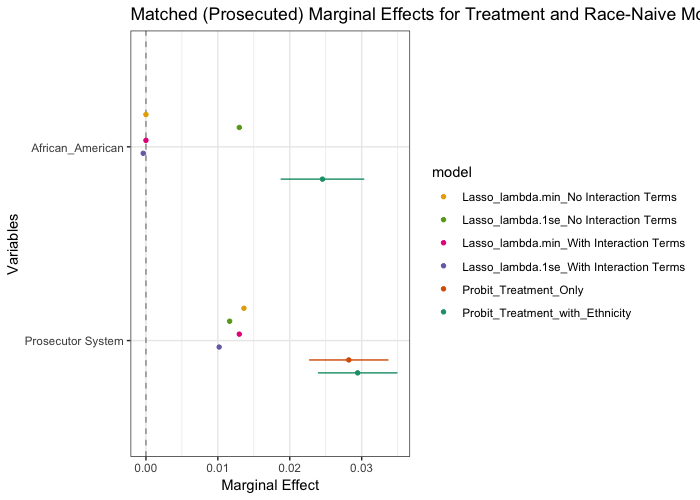 Matched (Prosecuted) Marginal Effects for Treatment and Race-Naive Mo
African_American
Prosecutor System
Variables
0.00 0.01 0.02 0.03
Marginal Effect
model
Lasso_lambda.min_No Interaction Terms
Lasso_lambda.1se_No Interaction Terms
Lasso_lambda.min_With Interaction Terms
Lasso_lambda.1se_With Interaction Terms
Probit_Treatment_Only
Probit_Treatment_with_Ethnicity